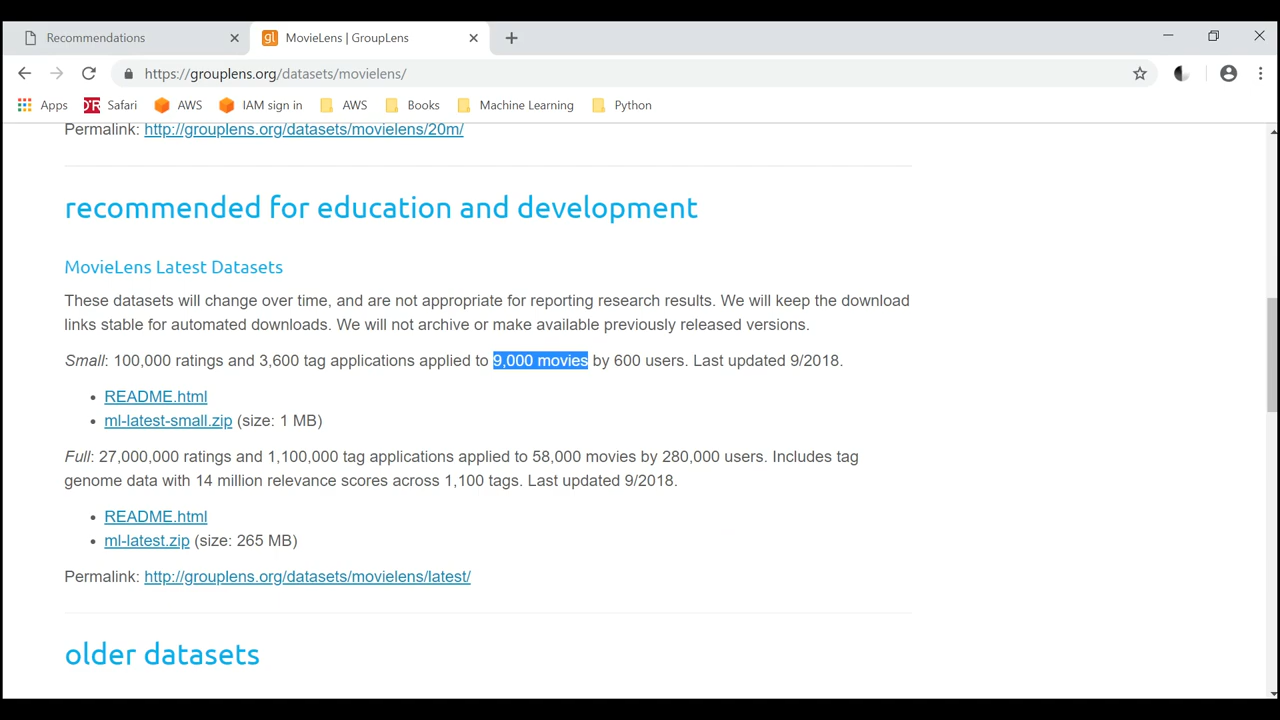 Recommendations
gl MovieLens | GroupLens
https://grouplens.org/datasets/movielens/
Apps Safari AWS IAM sign in AWS Books Machine Learning Python
Permalink: http://grouplens.org/datasets/movielens/20m/
recommended for education and development
MovieLens Latest Datasets
These datasets will change over time, and are not appropriate for reporting research results. We will keep the download
links stable for automated downloads. We will not archive or make available previously released versions.
Small: 100,000 ratings and 3,600 tag applications applied to 9,000 movies by 600 users. Last updated 9/2018.
• README.html
• ml-latest-small.zip (size: 1 MB)
Full: 27,000,000 ratings and 1,100,000 tag applications applied to 58,000 movies by 280,000 users. Includes tag
genome data with 14 million relevance scores across 1,100 tags. Last updated 9/2018.
• README.html
• ml-latest.zip (size: 265 MB)
Permalink: http://grouplens.org/datasets/movielens/latest/
older datasets